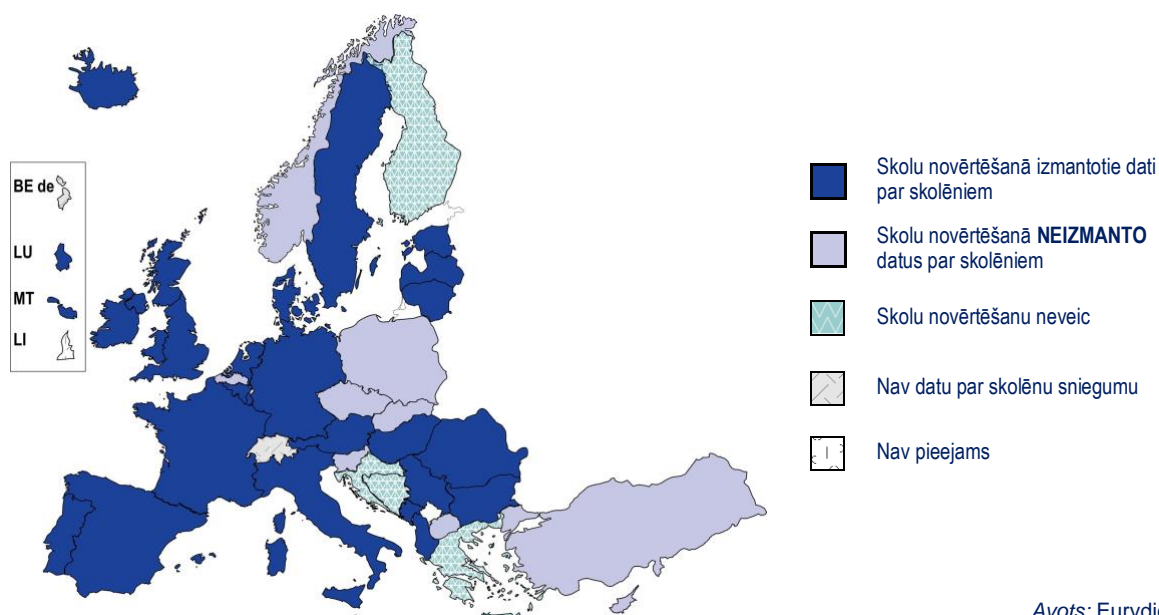 BE de
LU
MT
LI
Skolu novērtēšanā izmantotie dati
par skolēniem
Skolu novērtēšanā NEIZMANTO
datus par skolēniem
Skolu novērtēšanu neveic
Nav datu par skolēnu sniegumu
Nav pieejams
Avots: